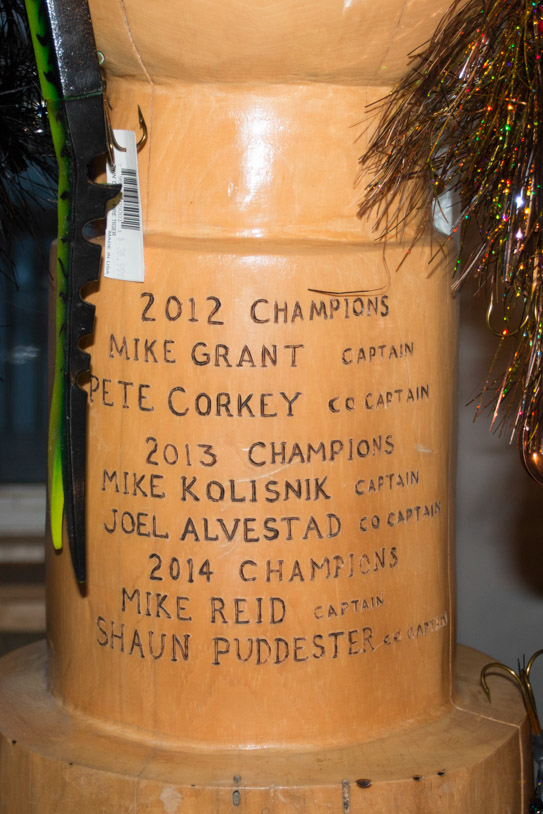 2012 CHAMPIONS
MIKE GRANT CAPTAIN
PETE CORKEY CO CAPTAIN
2013 CHAMPIONS
MIKE KOLISNIK CAPTAIN
JOEL ALVESTAD CO CAPTAIN
2014 CHAMPIONS
MIKE REID CAPTAIN
SHAUN PUDDESTER CO CAPTAIN